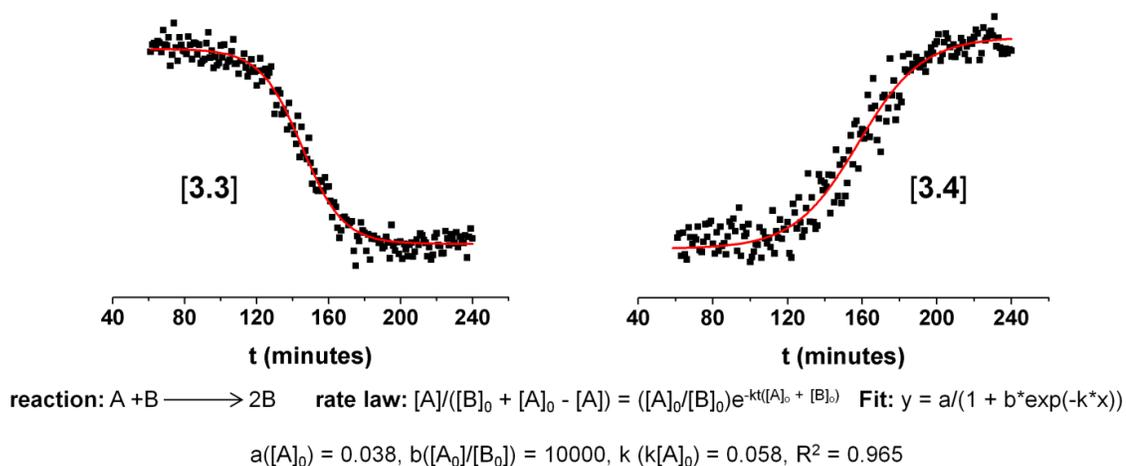 [3.3] [3.4]
40 80 120 160 200 240 40 80 120 160 200 240
t (minutes) t (minutes)
reaction: A +B ⟶ 2B rate law: [A]/([B]₀ + [A]₀ - [A]) = ([A]₀/[B]₀)e^-kt([A]₀ + [B]₀) Fit: y = a/(1 + b*exp(-k*x))
a([A]₀) = 0.038, b([A₀]/[B₀]) = 10000, k (k[A]₀) = 0.058, R² = 0.965